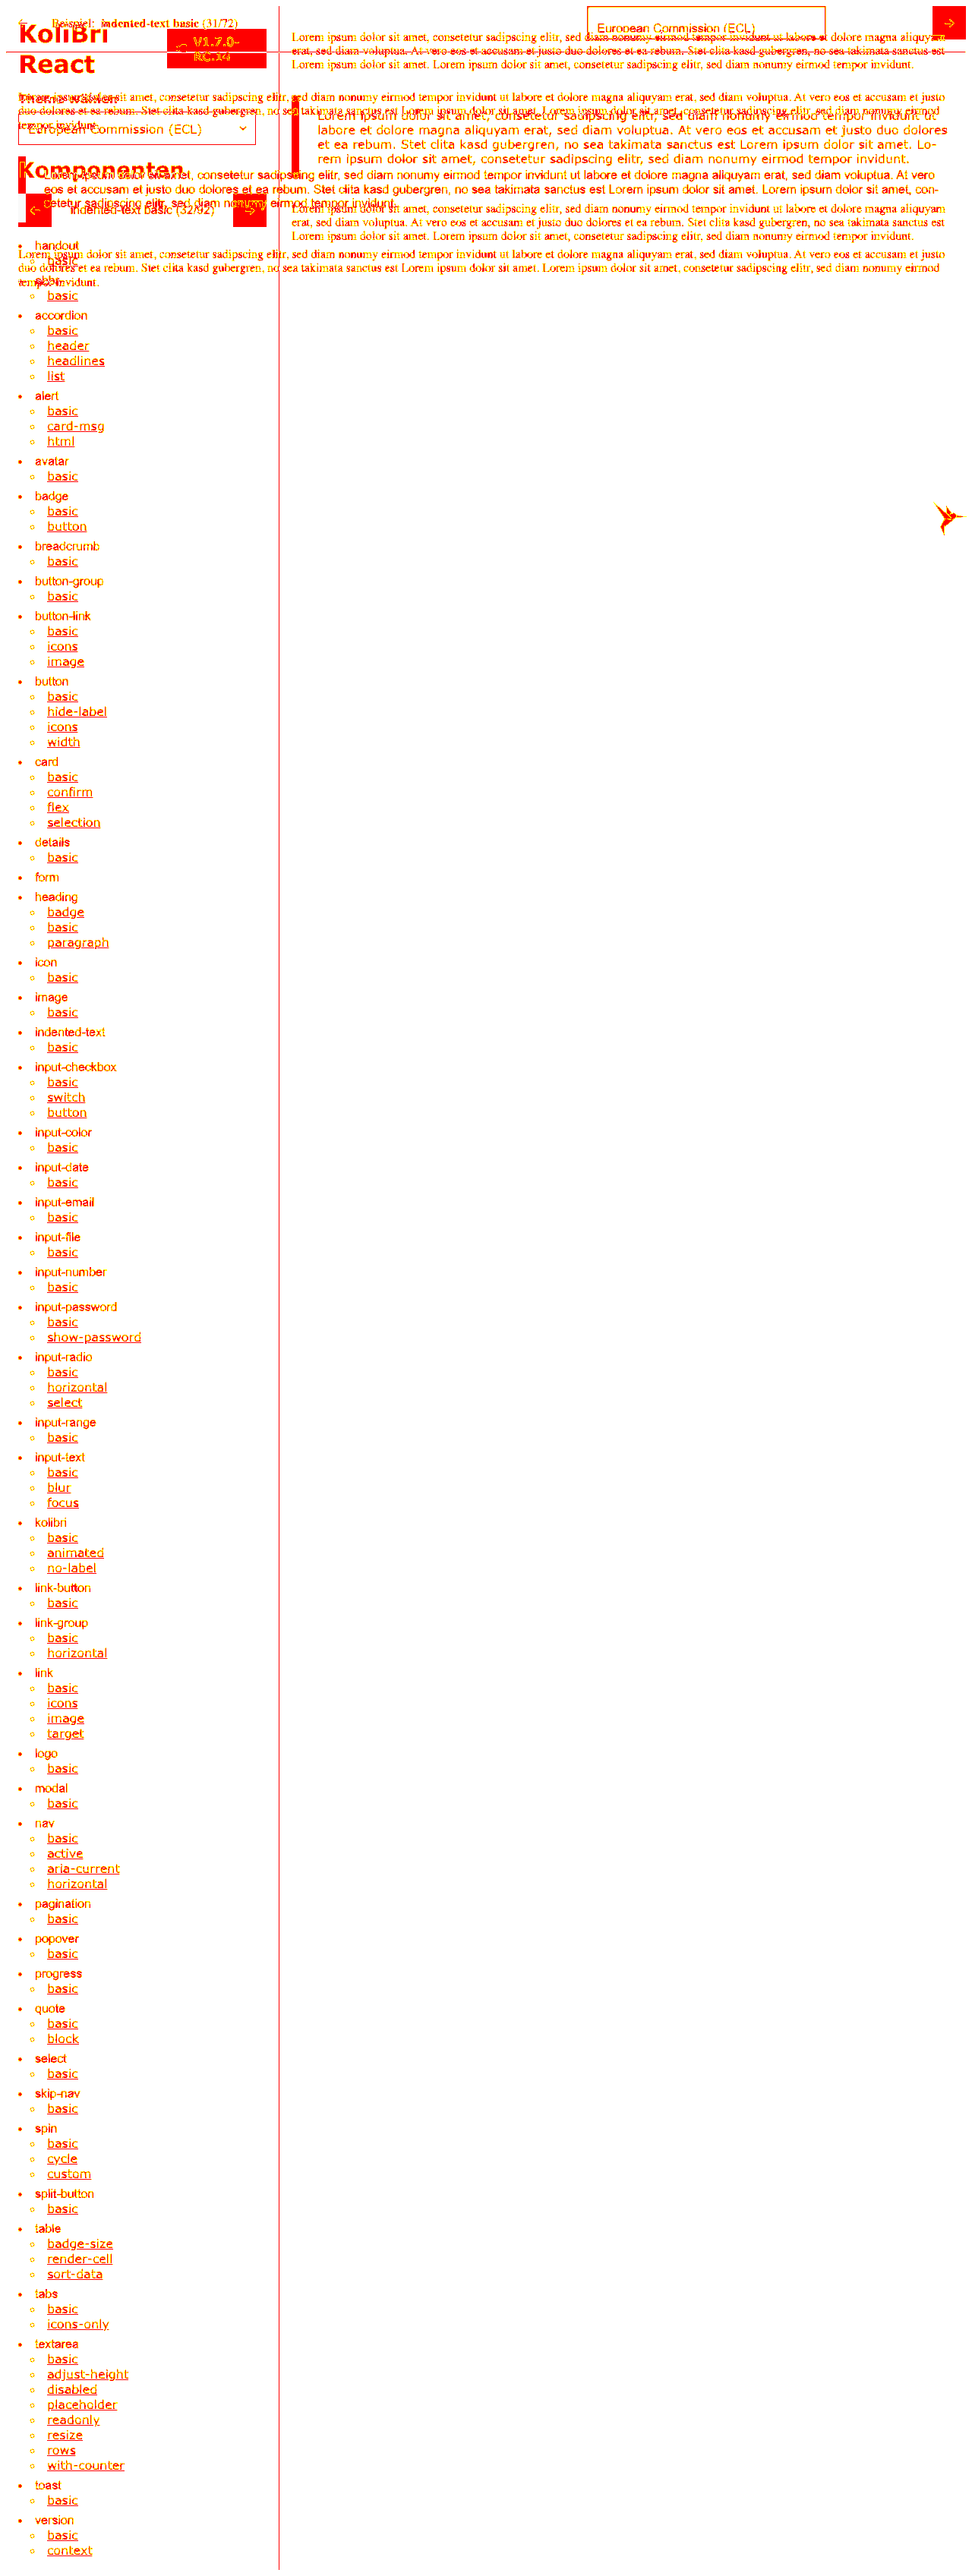 Beispiel: indented-text basic (31/72)
European Commission (ECL)
KoliBri
React
V1.7.0-
RC.14
Lorem ipsum dolor sit amet, consetetur sadipscing elitr, sed diam nonumy eirmod tempor invidunt ut labore et dolore magna aliquyam
erat, sed diam voluptua. At vero eos et accusam et justo duo dolores et ea rebum. Stet clita kasd gubergren, no sea takimata sanctus est
Lorem ipsum dolor sit amet. Lorem ipsum dolor sit amet, consetetur sadipscing elitr, sed diam nonumy eirmod tempor invidunt.
Lorem ipsum dolor sit amet, consetetur sadipscing elitr, sed diam nonumy eirmod tempor invidunt ut labore et dolore magna aliquyam erat, sed diam voluptua. At vero eos et accusam et justo
duo dolores et ea rebum. Stet clita kasd gubergren, no sea takimata sanctus est Lorem ipsum dolor sit amet. Lorem ipsum dolor sit amet, consetetur sadipscing elitr, sed diam nonumy eirmod
tempor invidunt.
European Commission (ECL)
Lorem ipsum dolor sit amet, consetetur sadipscing elitr, sed diam nonumy eirmod tempor invidunt ut
labore et dolore magna aliquyam erat, sed diam voluptua. At vero eos et accusam et justo duo dolores
et ea rebum. Stet clita kasd gubergren, no sea takimata sanctus est Lorem ipsum dolor sit amet. Lo-
rem ipsum dolor sit amet, consetetur sadipscing elitr, sed diam nonumy eirmod tempor invidunt.
Komponenten
Lorem ipsum dolor sit amet, consetetur sadipscing elitr, sed diam nonumy eirmod tempor invidunt ut labore et dolore magna aliquyam erat, sed diam voluptua. At vero
eos et accusam et justo duo dolores et ea rebum. Stet clita kasd gubergren, no sea takimata sanctus est Lorem ipsum dolor sit amet. Lorem ipsum dolor sit amet, con-
setetur sadipscing elitr, sed diam nonumy eirmod tempor invidunt.
indented-text basic
Lorem ipsum dolor sit amet, consetetur sadipscing elitr, sed diam nonumy eirmod tempor invidunt ut labore et dolore magna aliquyam
erat, sed diam voluptua. At vero eos et accusam et justo duo dolores et ea rebum. Stet clita kasd gubergren, no sea takimata sanctus est
Lorem ipsum dolor sit amet. Lorem ipsum dolor sit amet, consetetur sadipscing elitr, sed diam nonumy eirmod tempor invidunt.
handout
basic
Lorem ipsum dolor sit amet, consetetur sadipscing elitr, sed diam nonumy eirmod tempor invidunt ut labore et dolore magna aliquyam erat, sed diam voluptua. At vero eos et accusam et justo
duo dolores et ea rebum. Stet clita kasd gubergren, no sea takimata sanctus est Lorem ipsum dolor sit amet. Lorem ipsum dolor sit amet, consetetur sadipscing elitr, sed diam nonumy eirmod
tempor invidunt.
basic
accordion
basic
header
headlines
list
alert
basic
card-msg
html
avatar
basic
badge
basic
button
breadcrumb
basic
button-group
basic
button-link
basic
icons
image
button
basic
hide-label
icons
width
card
basic
confirm
flex
selection
details
basic
form
heading
badge
basic
paragraph
icon
basic
image
basic
indented-text
basic
input-checkbox
basic
switch
button
input-color
basic
input-date
basic
input-email
basic
input-file
basic
input-number
basic
input-password
basic
show-password
input-radio
basic
horizontal
select
input-range
basic
input-text
basic
blur
focus
kolibri
basic
animated
no-label
link-button
basic
link-group
basic
horizontal
link
basic
icons
image
target
logo
basic
modal
basic
nav
basic
active
aria-current
horizontal
pagination
basic
popover
basic
progress
basic
quote
basic
block
select
basic
skip-nav
basic
spin
basic
cycle
custom
split-button
basic
table
badge-size
render-cell
sort-data
tabs
basic
icons-only
textarea
basic
adjust-height
disabled
placeholder
readonly
resize
rows
with-counter
toast
basic
version
basic
context